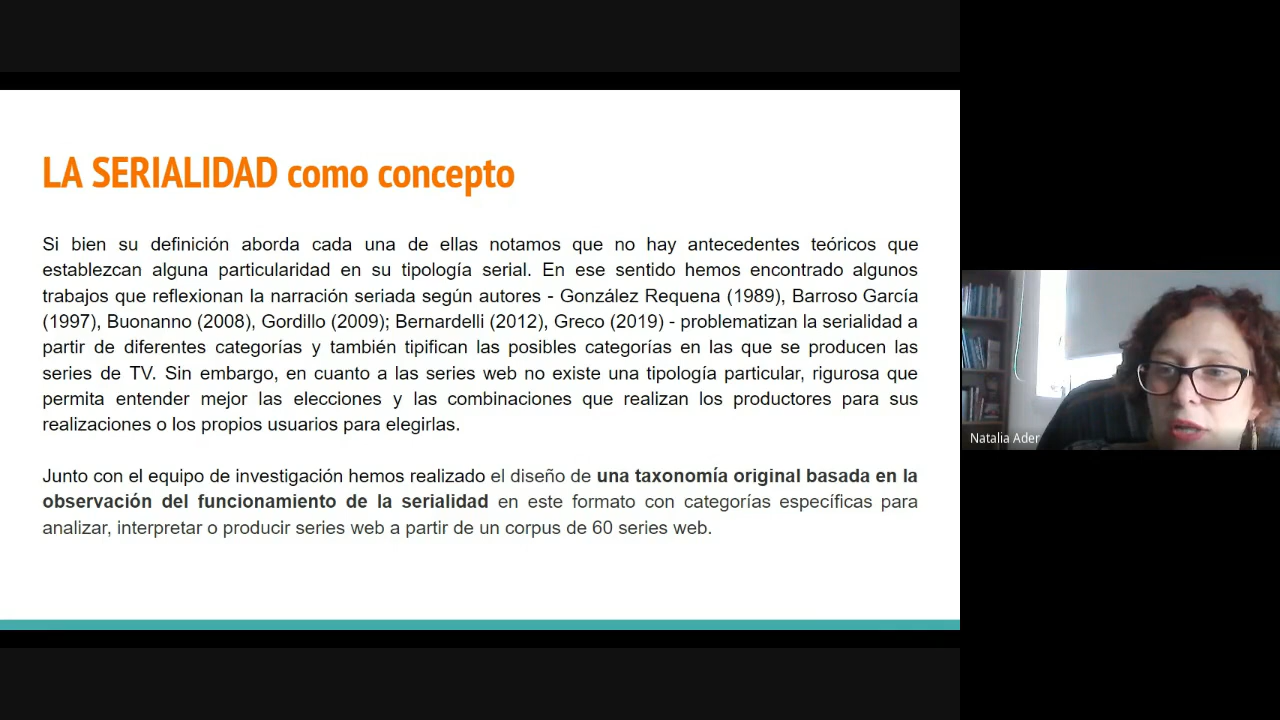 LA SERIALIDAD como concepto
Si bien su definición aborda cada una de ellas notamos que no hay antecedentes teóricos que
establezcan alguna particularidad en su tipología serial. En ese sentido hemos encontrado algunos
trabajos que reflexionan la narración seriada según autores - González Requena (1989), Barroso García
(1997), Buonanno (2008), Gordillo (2009); Bernardelli (2012), Greco (2019) - problematizan la serialidad a
partir de diferentes categorías y también tipifican las posibles categorías en las que se producen las
series de TV. Sin embargo, en cuanto a las series web no existe una tipología particular, rigurosa que
permita entender mejor las elecciones y las combinaciones que realizan los productores para sus
realizaciones o los propios usuarios para elegirlas.
Junto con el equipo de investigación hemos realizado el diseño de una taxonomía original basada en la
observación del funcionamiento de la serialidad en este formato con categorías específicas para
analizar, interpretar o producir series web a partir de un corpus de 60 series web.
Natalia Ader